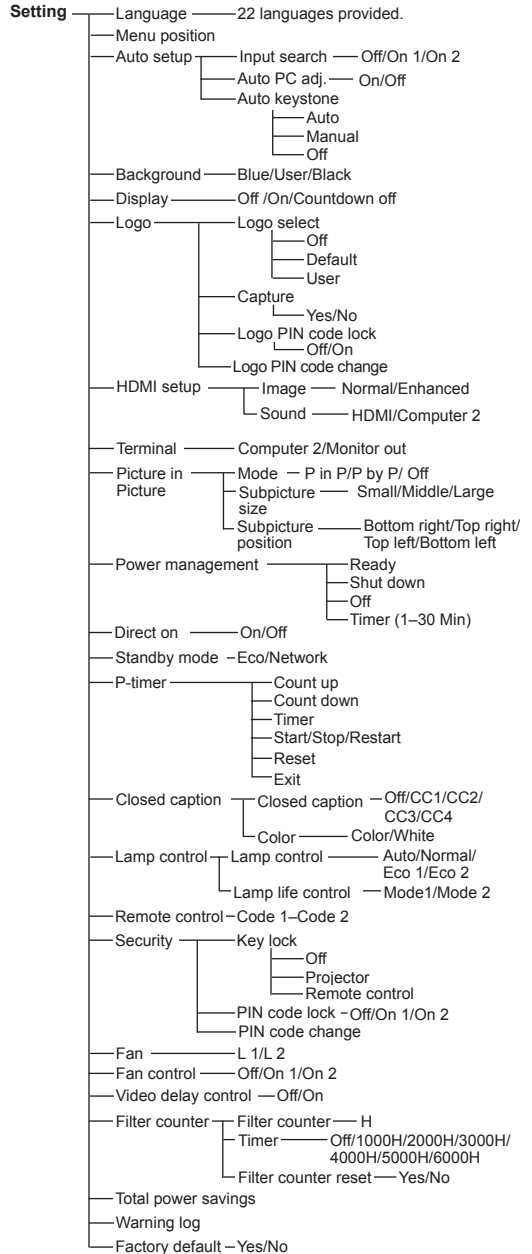 Setting Language 22 languages provided.
Menu position
Auto setup Input search Off/On 1/On 2
Auto PC adj. On/Off
Auto keystone
Auto
Manual
Off
Background Blue/User/Black
Display Off /On/Countdown off
Logo Logo select
Off
Default
User
Capture
Yes/No
Logo PIN code lock
Off/On
Logo PIN code change
HDMI setup Image Normal/Enhanced
Sound HDMI/Computer 2
Terminal Computer 2/Monitor out
Picture in Mode P in P/P by P/ Off
Picture Subpicture Small/Middle/Large
size
Subpicture Bottom right/Top right/
position Top left/Bottom left
Power management Ready
Shut down
Off
Timer (1–30 Min)
Direct on On/Off
Standby mode Eco/Network
P-timer Count up
Count down
Timer
Start/Stop/Restart
Reset
Exit
Closed caption Closed caption Off/CC1/CC2/
CC3/CC4
Color Color/White
Lamp control Lamp control Auto/Normal/
Eco 1/Eco 2
Lamp life control Mode1/Mode 2
Remote control Code 1–Code 2
Security Key lock
Off
Projector
Remote control
PIN code lock Off/On 1/On 2
PIN code change
Fan L 1/L 2
Fan control Off/On 1/On 2
Video delay control Off/On
Filter counter Filter counter H
Timer Off/1000H/2000H/3000H/
4000H/5000H/6000H
Filter counter reset Yes/No
Total power savings
Warning log
Factory default Yes/No